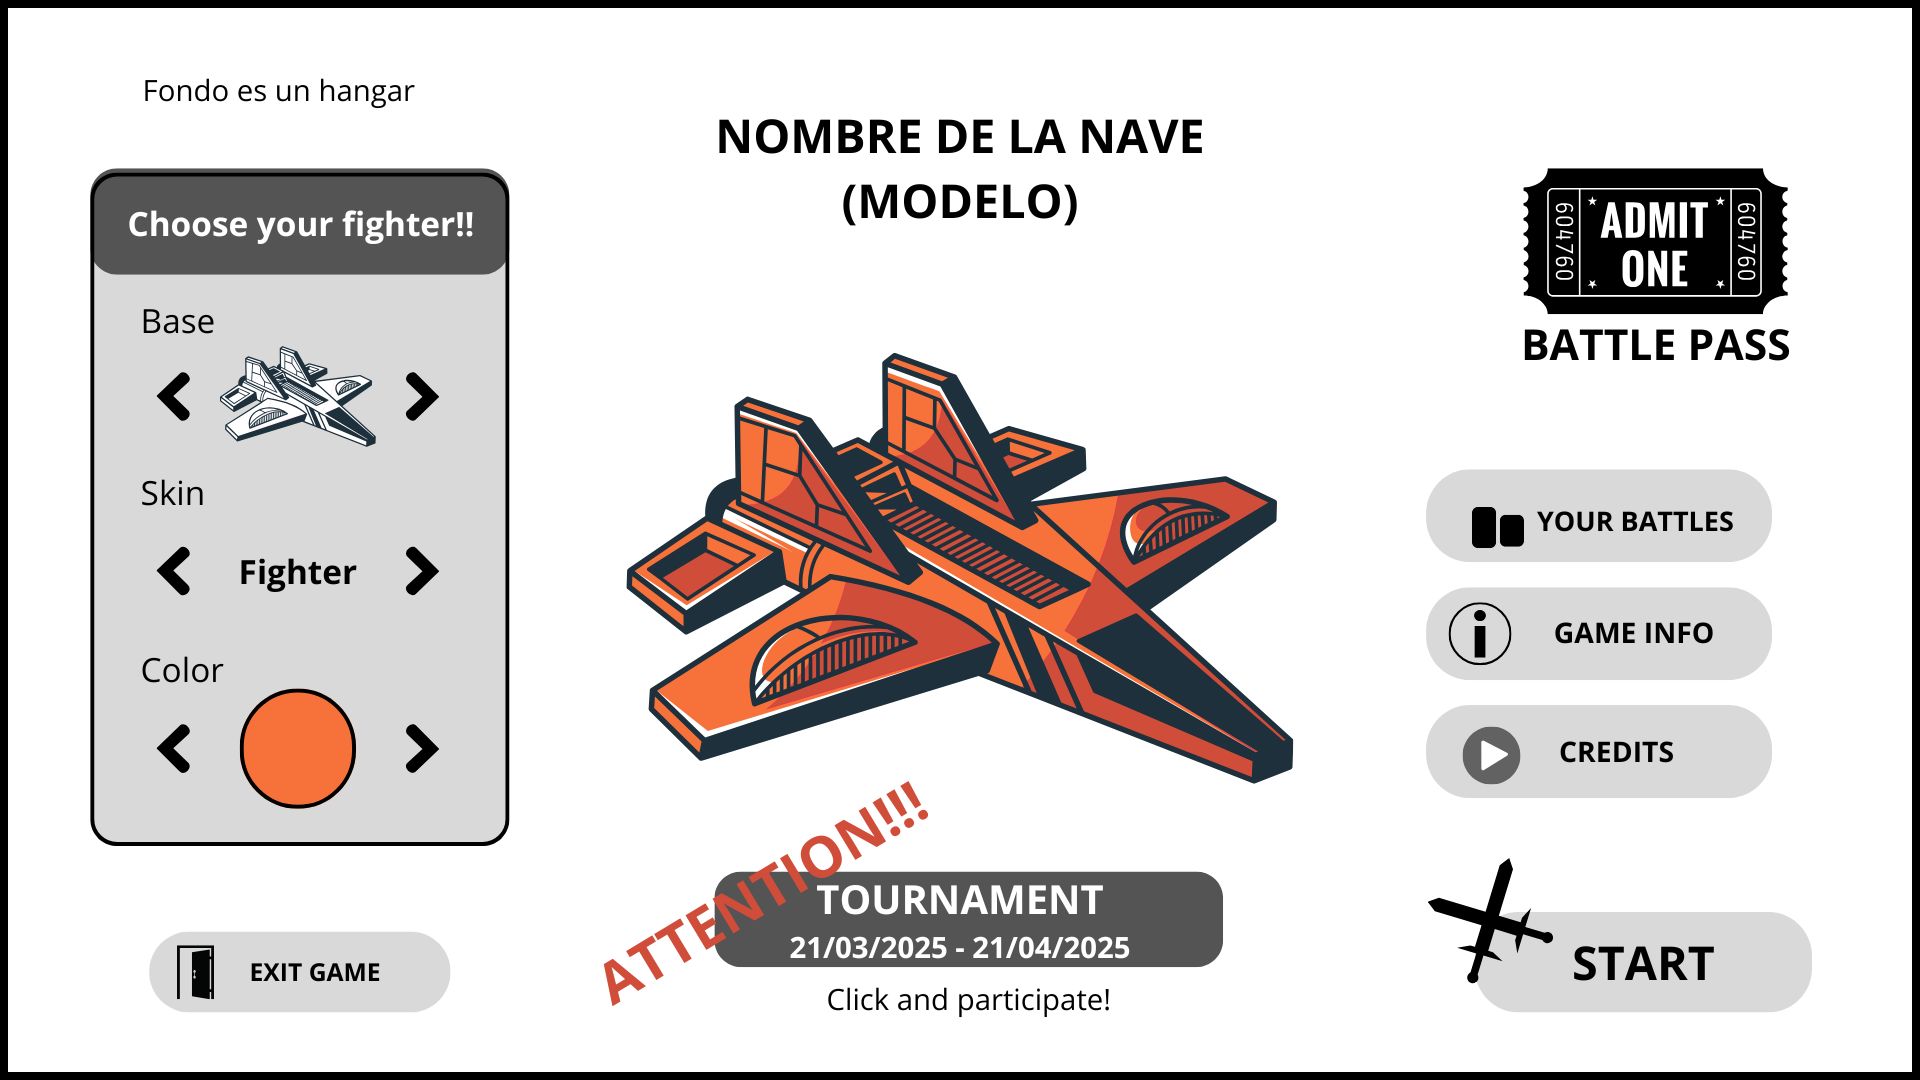 Fondo es un hangar
NOMBRE DE LA NAVE
(MODELO)
Choose your fighter!!
Base
Skin
Fighter
Color
EXIT GAME
ATTENTION!!!
TOURNAMENT
21/03/2025 - 21/04/2025
Click and participate!
604760
ADMIT
ONE
604760
BATTLE PASS
YOUR BATTLES
GAME INFO
CREDITS
START